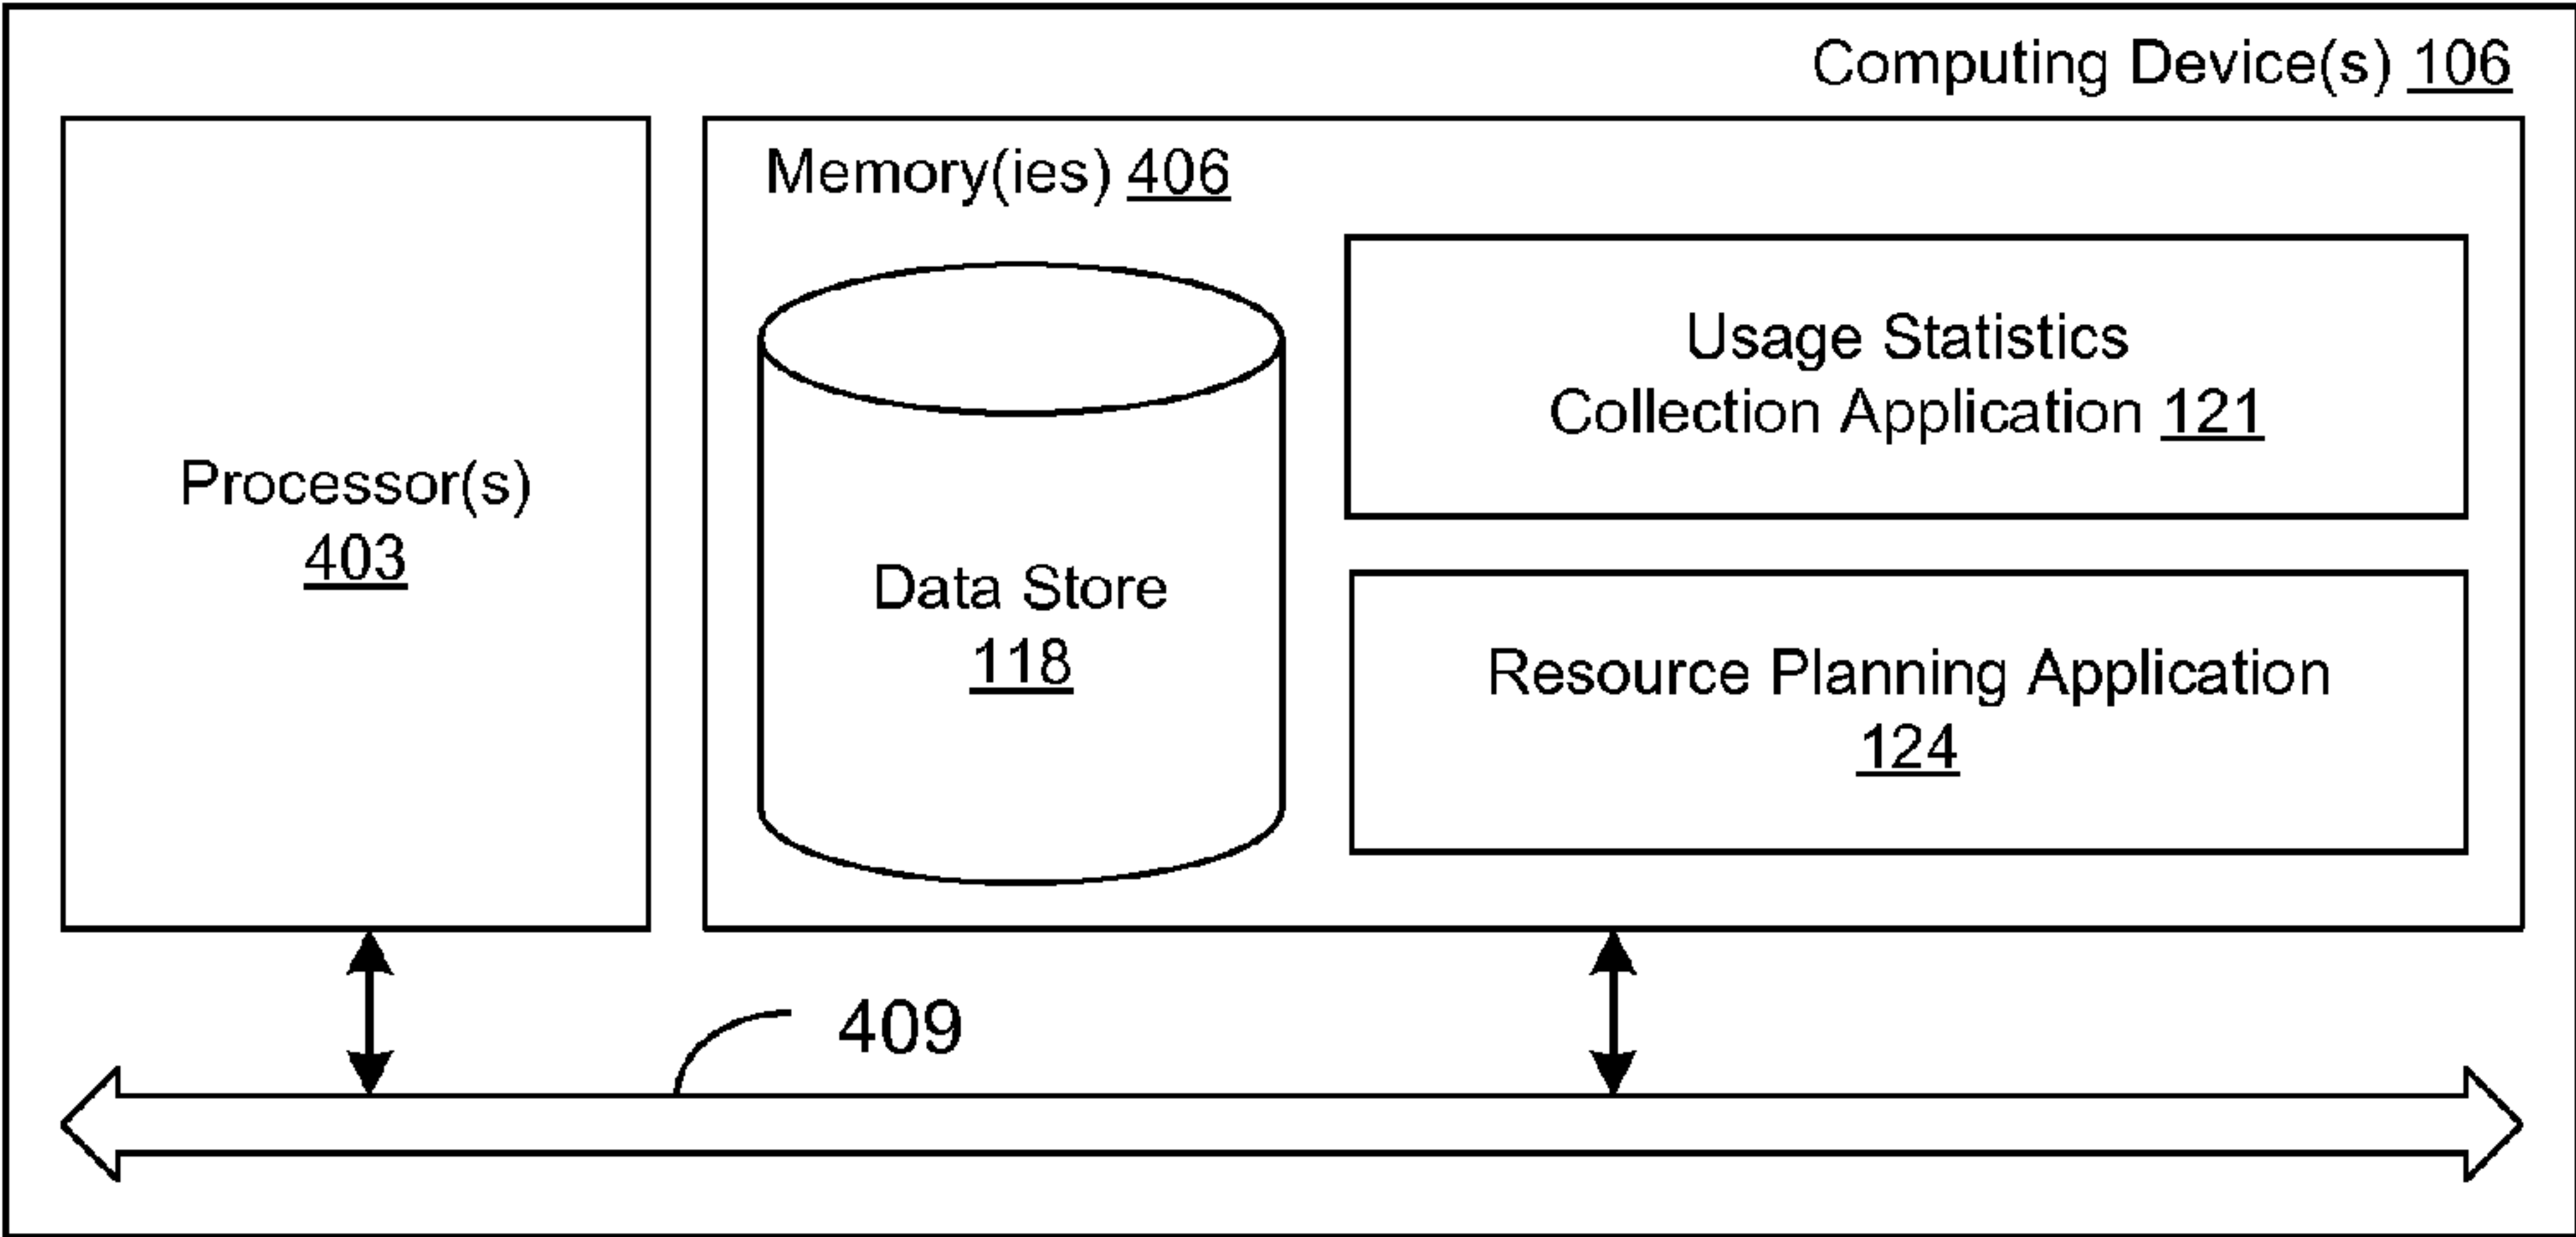 Computing Device(s) 106
Memory(ies) 406
Processor(s)
403
Data Store
118
Usage Statistics
Collection Application 121
Resource Planning Application
124
409